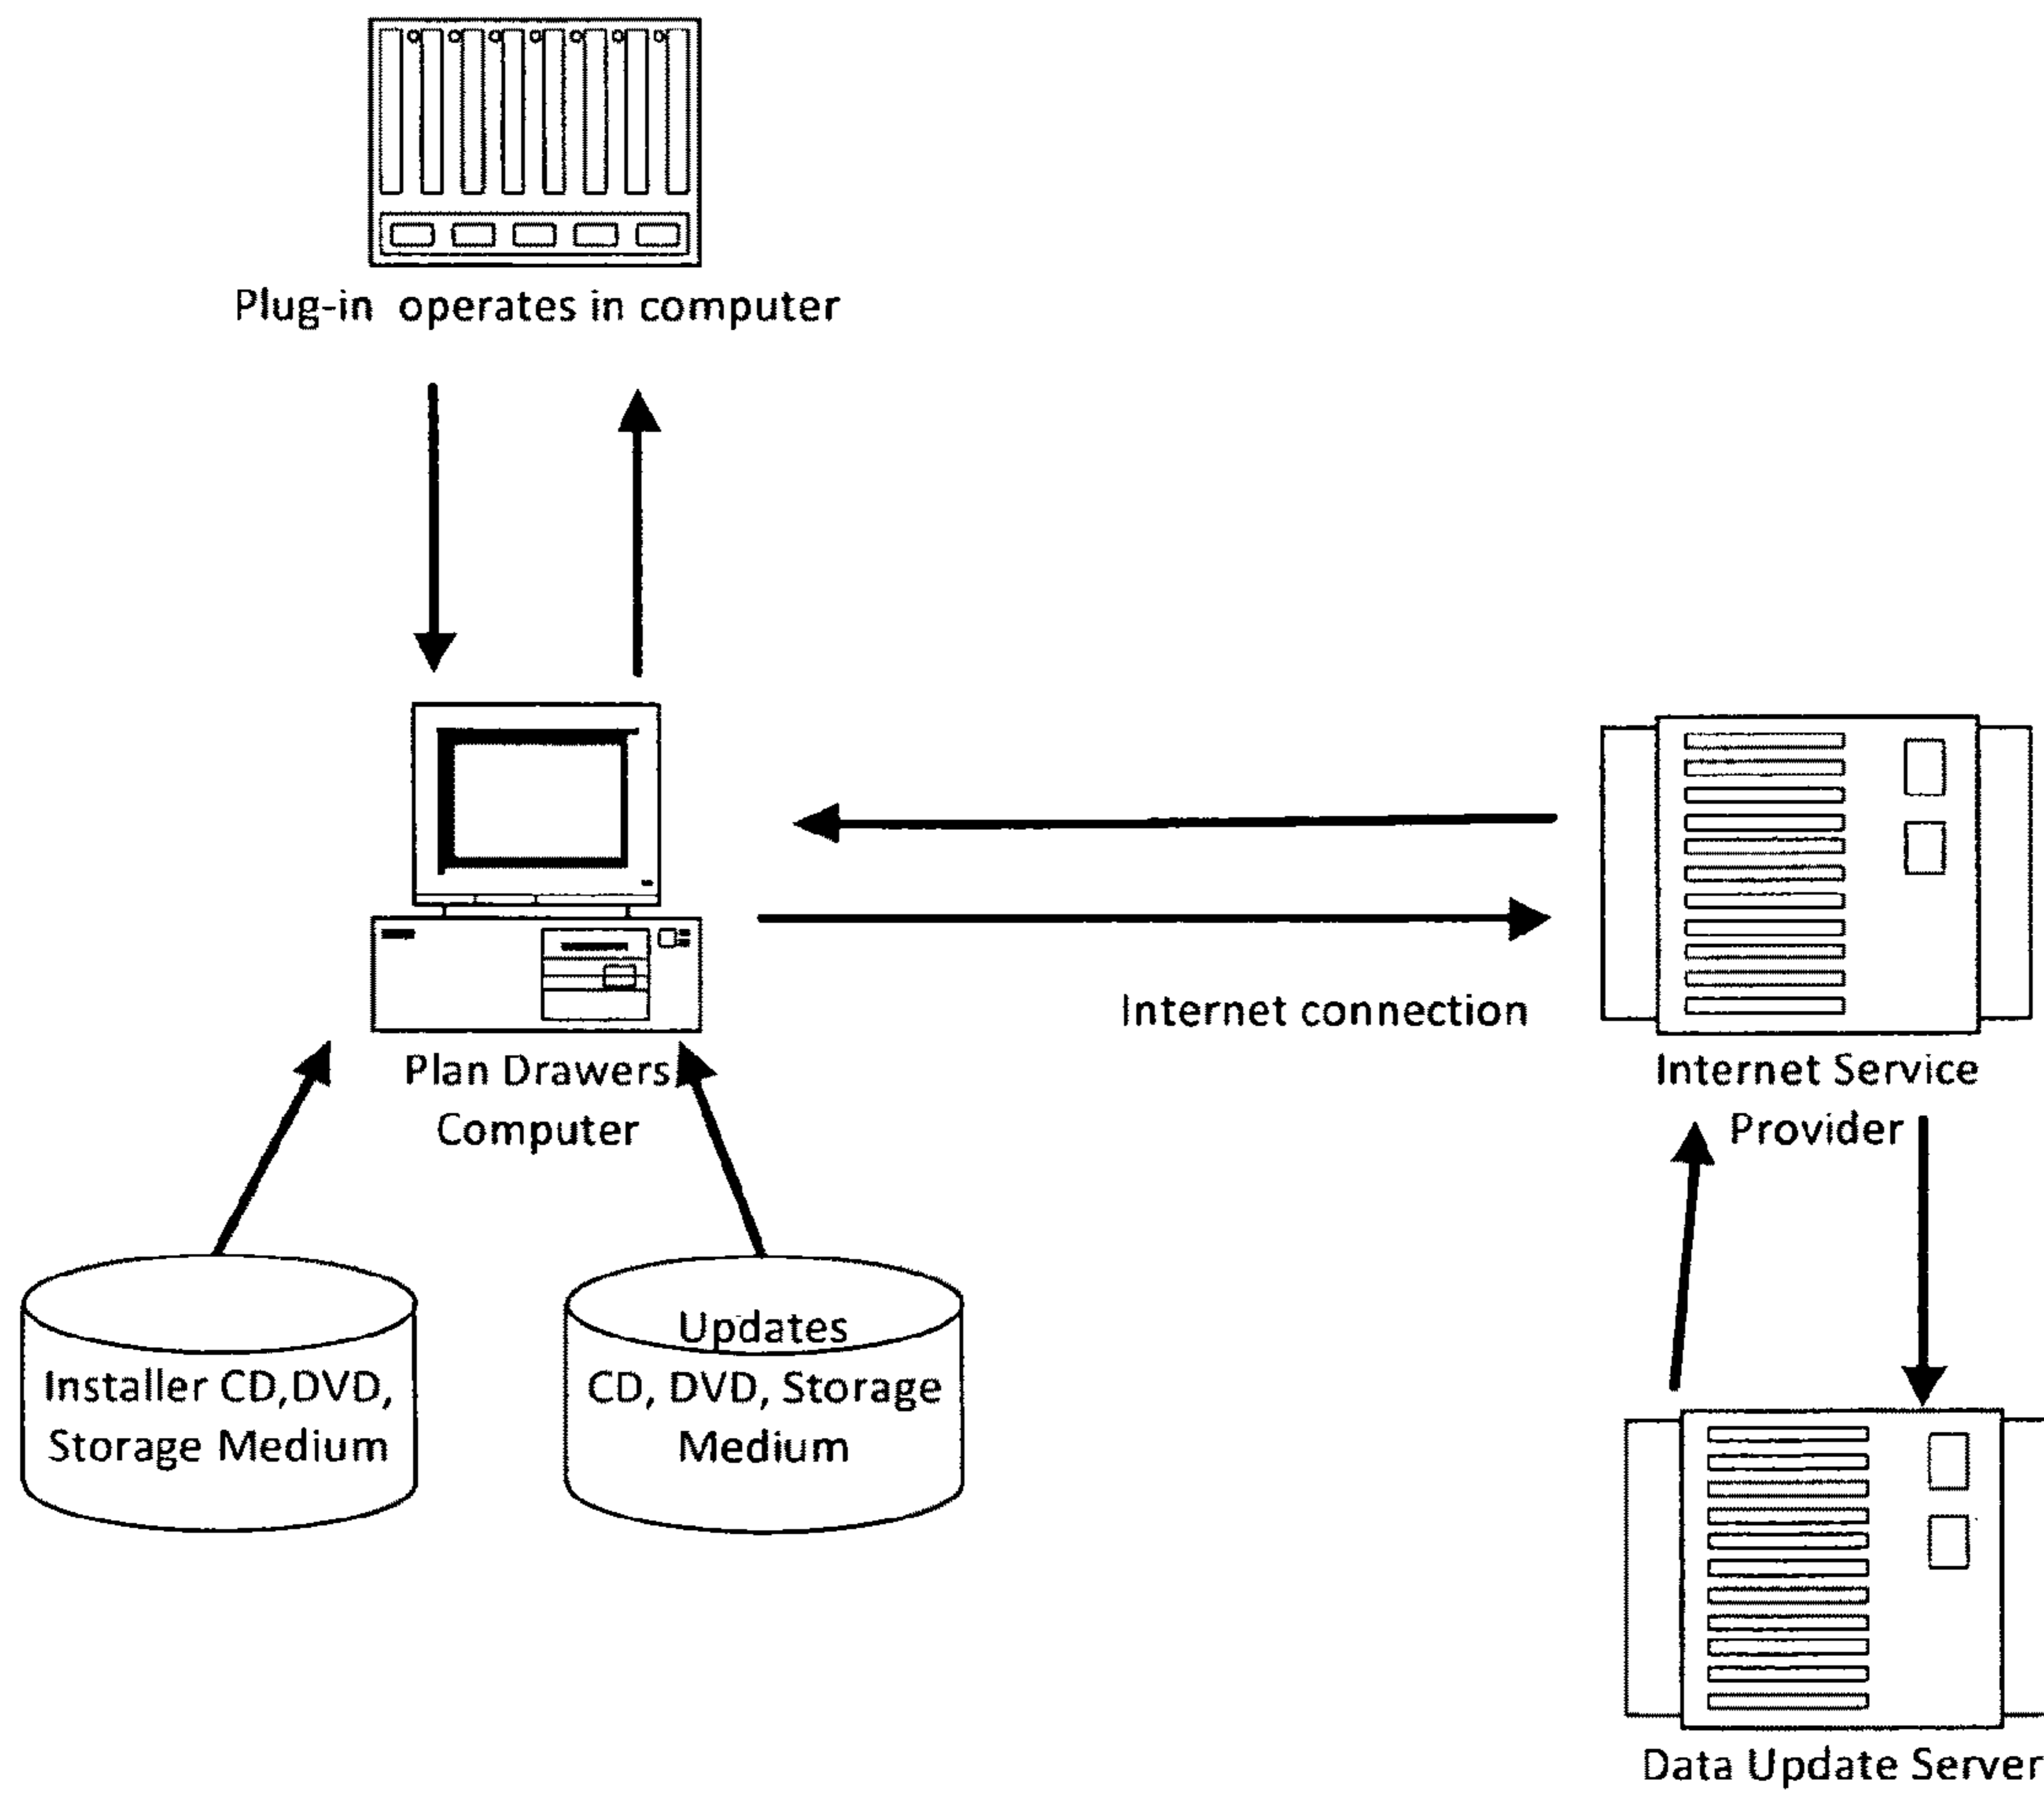 Plug-in operates in computer
Internet connection
Plan Drawers
Computer
Internet Service
Provider
Installer CD,DVD,
Storage Medium
Updates
CD, DVD, Storage
Medium
Data Update Server